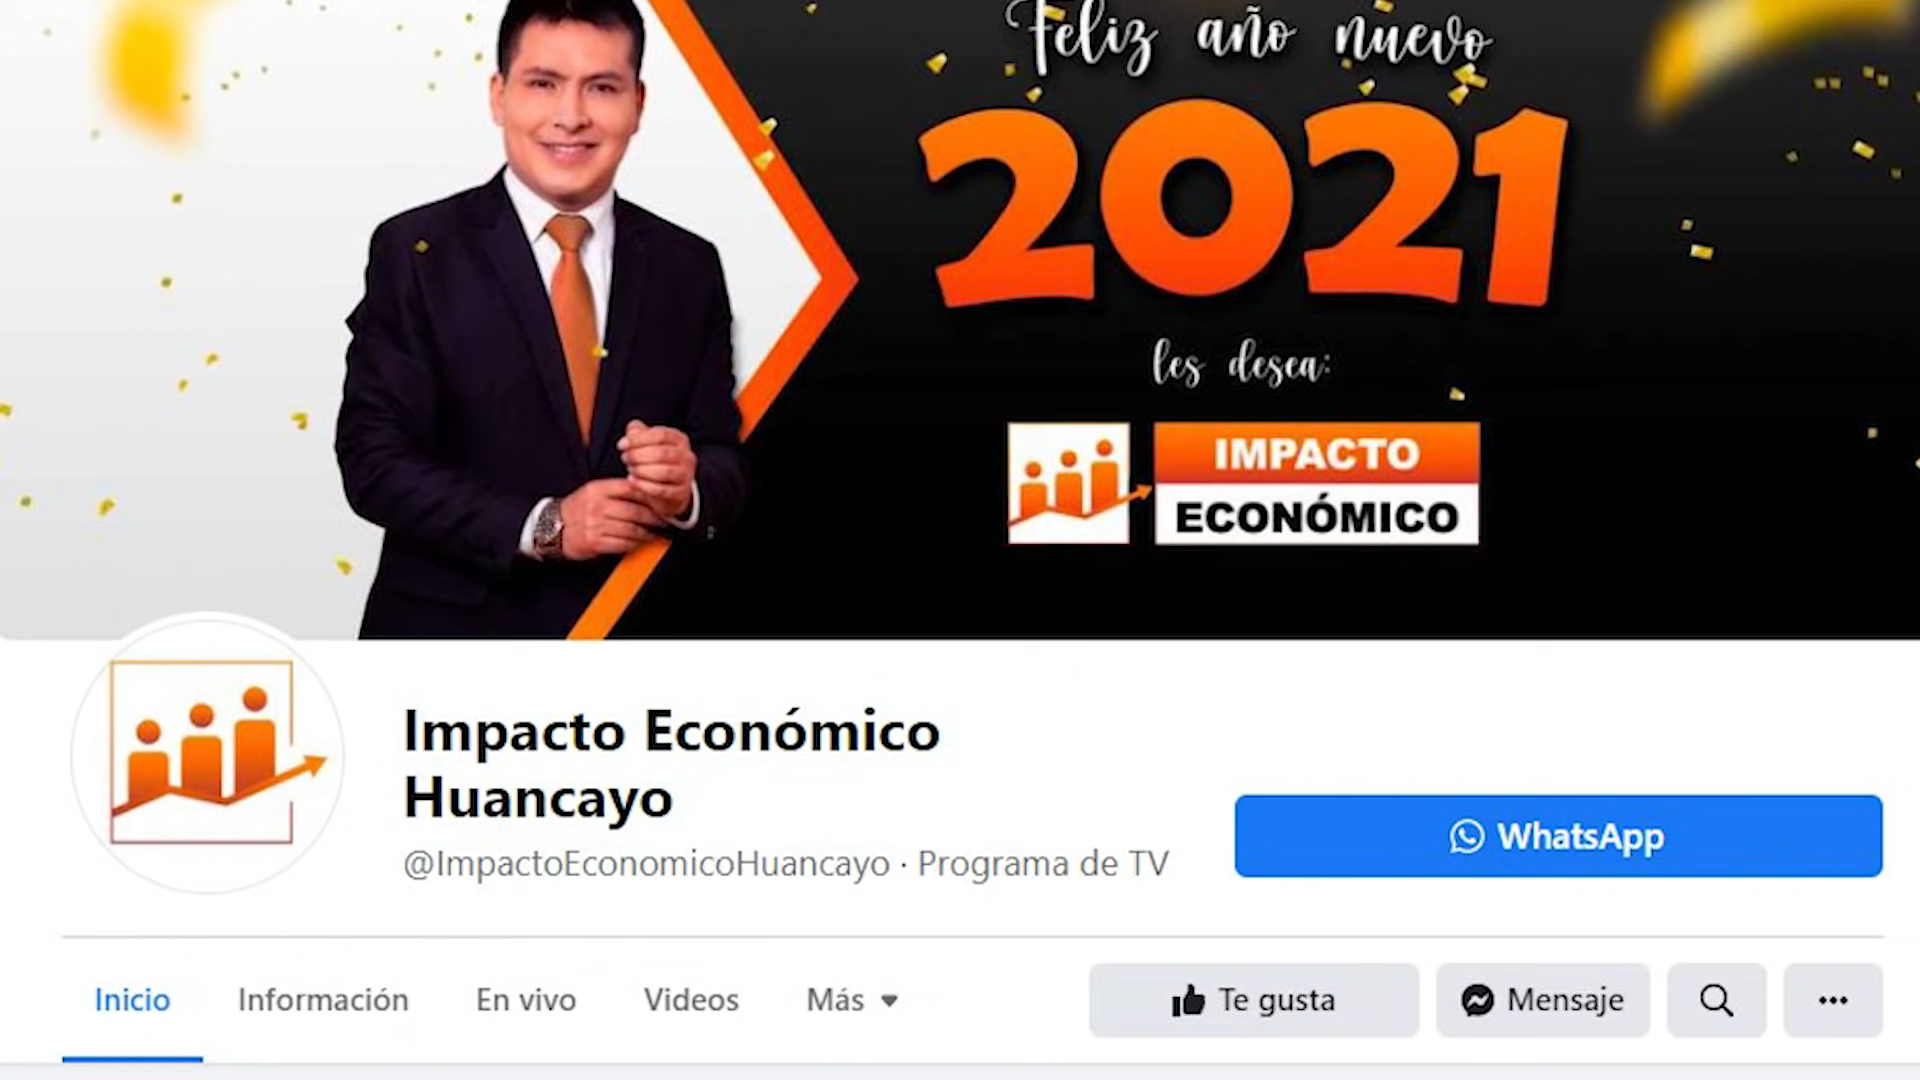 Feliz año nuevo
2021
les desea:
IMPACTO
ECONÓMICO
Impacto Económico
Huancayo
@ImpactoEconomicoHuancayo · Programa de TV
WhatsApp
Inicio Información En vivo Videos Más Te gusta Mensaje